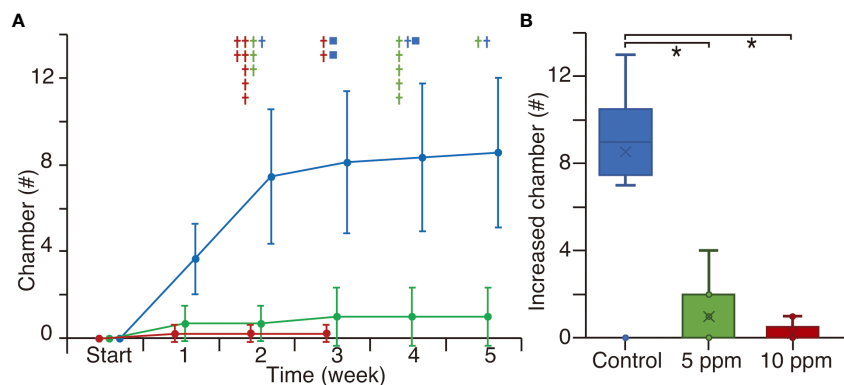 A
† † † †   † ■   † † ■   † †
† † †   † ■   †
† †   †
†   †
†   †
12
8
4
0
Chamber (#)
Start 1 2 3 4 5
Time (week)
B
* *
12
8
4
0
Increased chamber (#)
Control 5 ppm 10 ppm